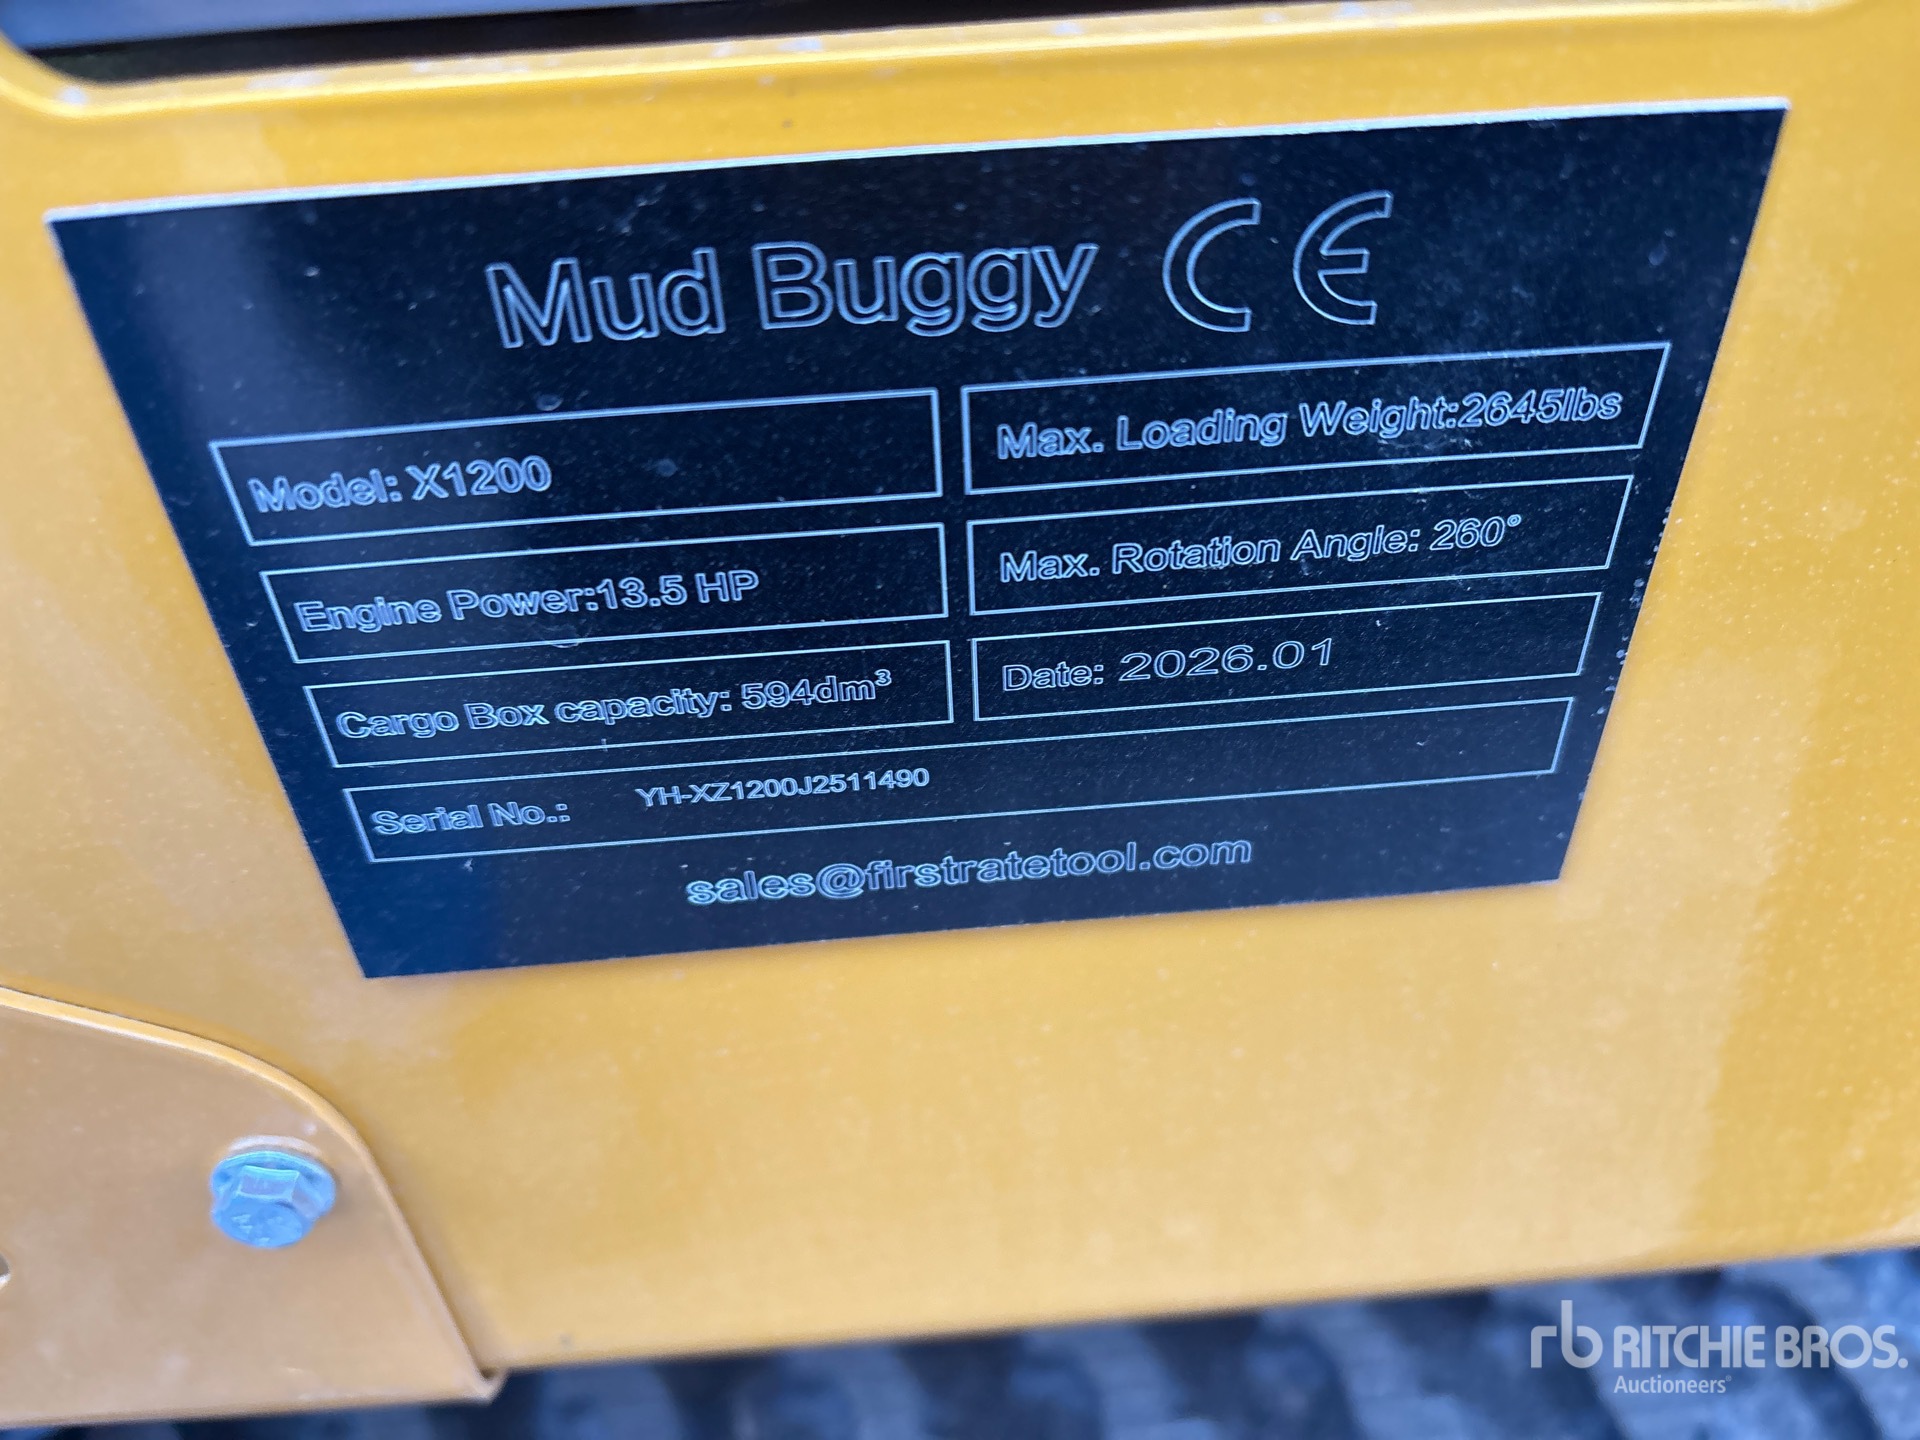 Mud Buggy CE
Model: X1200
Max. Loading Weight:2645lbs
Engine Power:13.5 HP
Max. Rotation Angle: 260°
Cargo Box capacity: 594dm³
Date: 2026.01
Serial No.: YH-XZ1200J2511490
sales@firstratetool.com
rb RITCHIE BROS.
Auctioneers